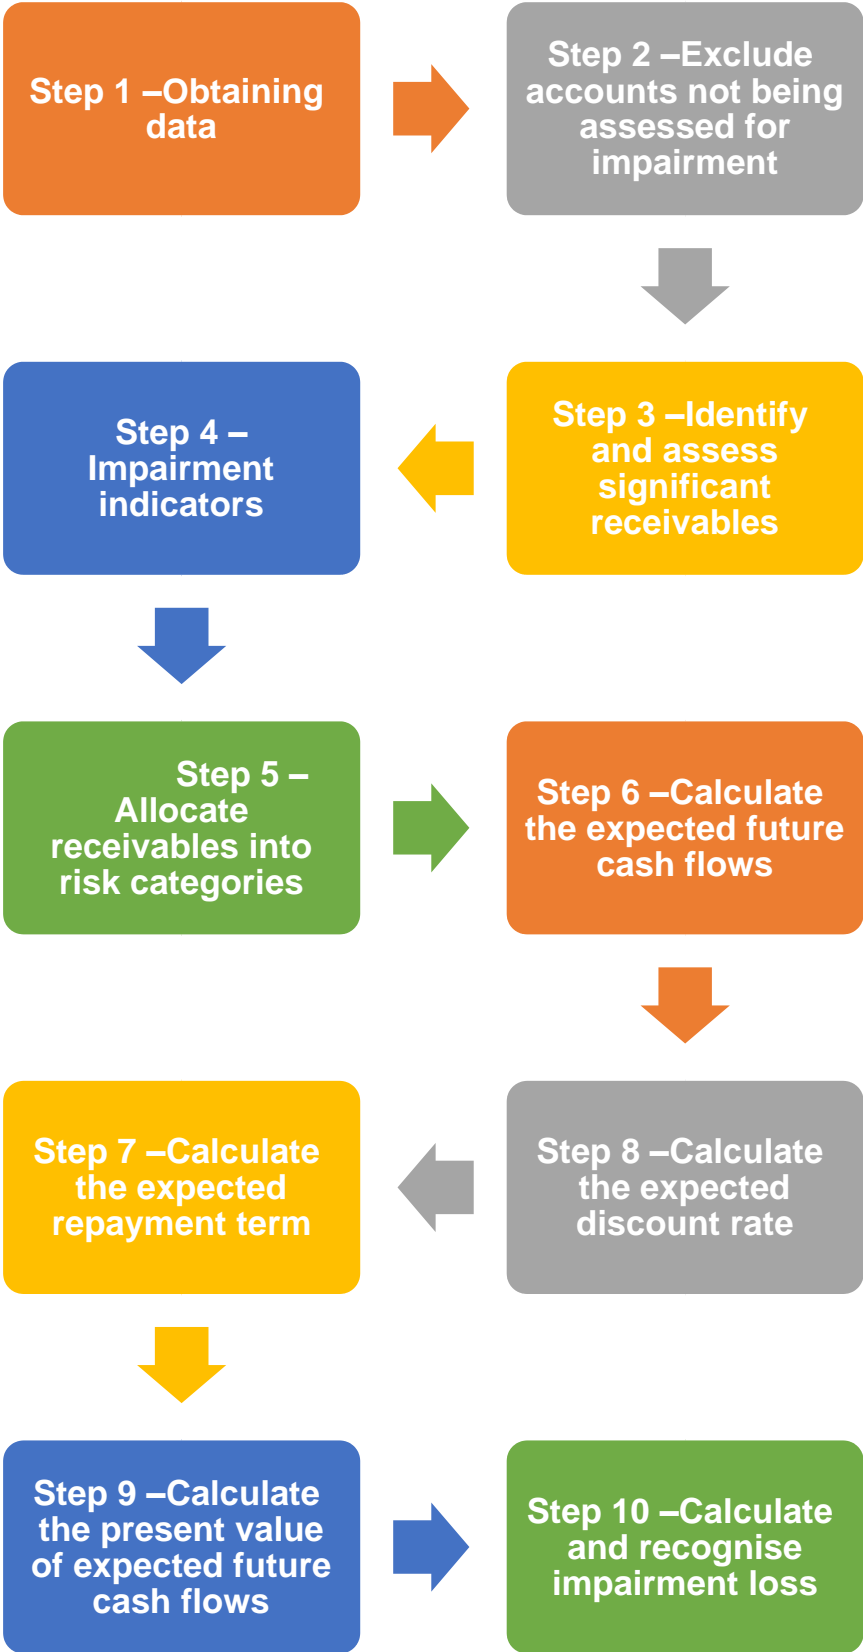 Step 1 –Obtaining
data
Step 2 –Exclude
accounts not being
assessed for
impairment
Step 3 –Identify
and assess
significant
receivables
Step 4 –
Impairment
indicators
Step 5 –
Allocate
receivables into
risk categories
Step 6 –Calculate
the expected future
cash flows
Step 8 –Calculate
the expected
discount rate
Step 7 –Calculate
the expected
repayment term
Step 9 –Calculate
the present value
of expected future
cash flows
Step 10 –Calculate
and recognise
impairment loss